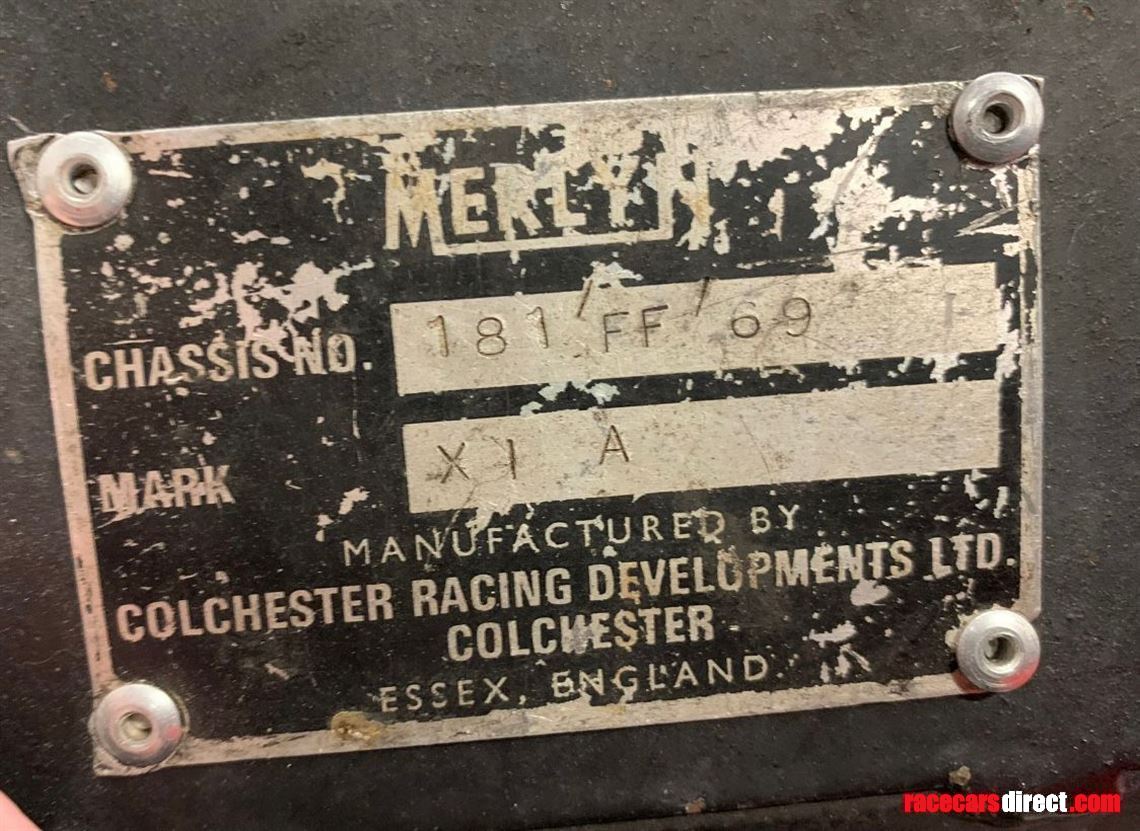 MERLYN
CHASSIS NO. 181/FF/69
MARK XI A
MANUFACTURED BY
COLCHESTER RACING DEVELOPMENTS LTD.
COLCHESTER
ESSEX, ENGLAND.
racecarsdirect.com